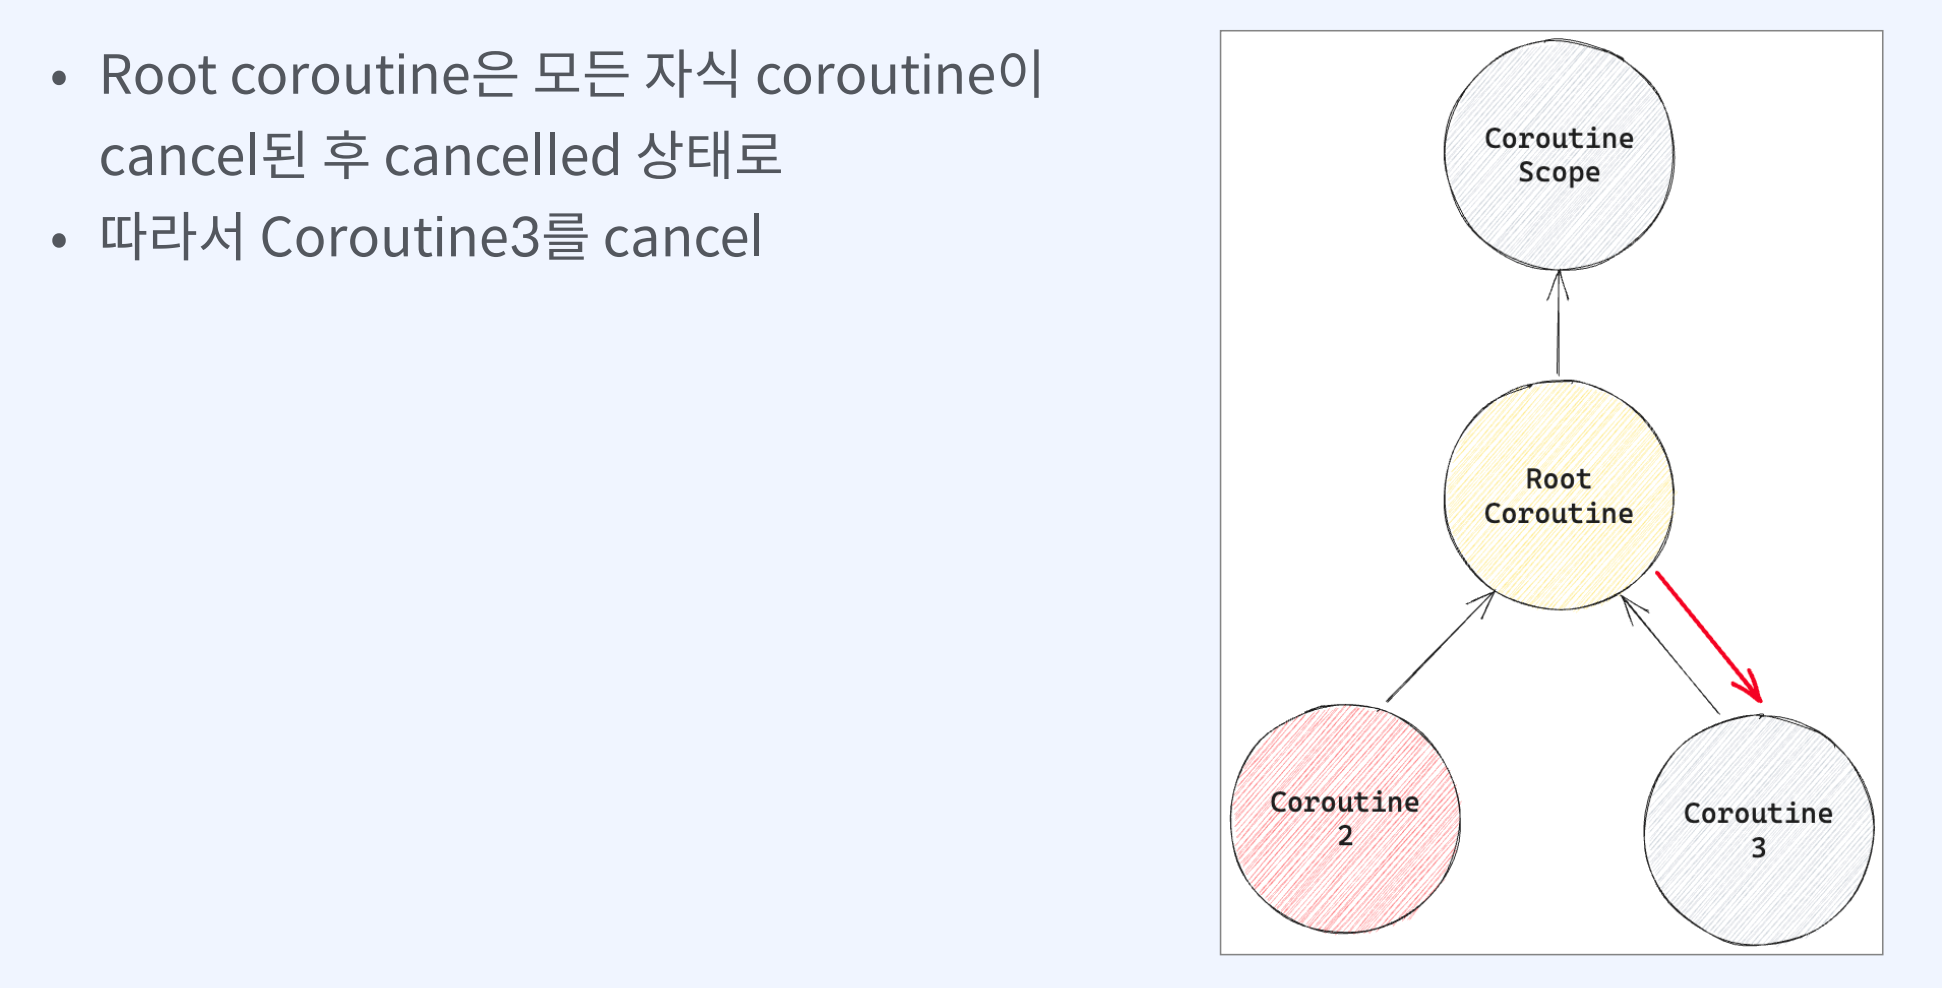 • Root coroutine은 모든 자식 coroutine이
cancel된 후 cancelled 상태로
• 따라서 Coroutine3를 cancel
Coroutine
Scope
Root
Coroutine
Coroutine
2
Coroutine
3